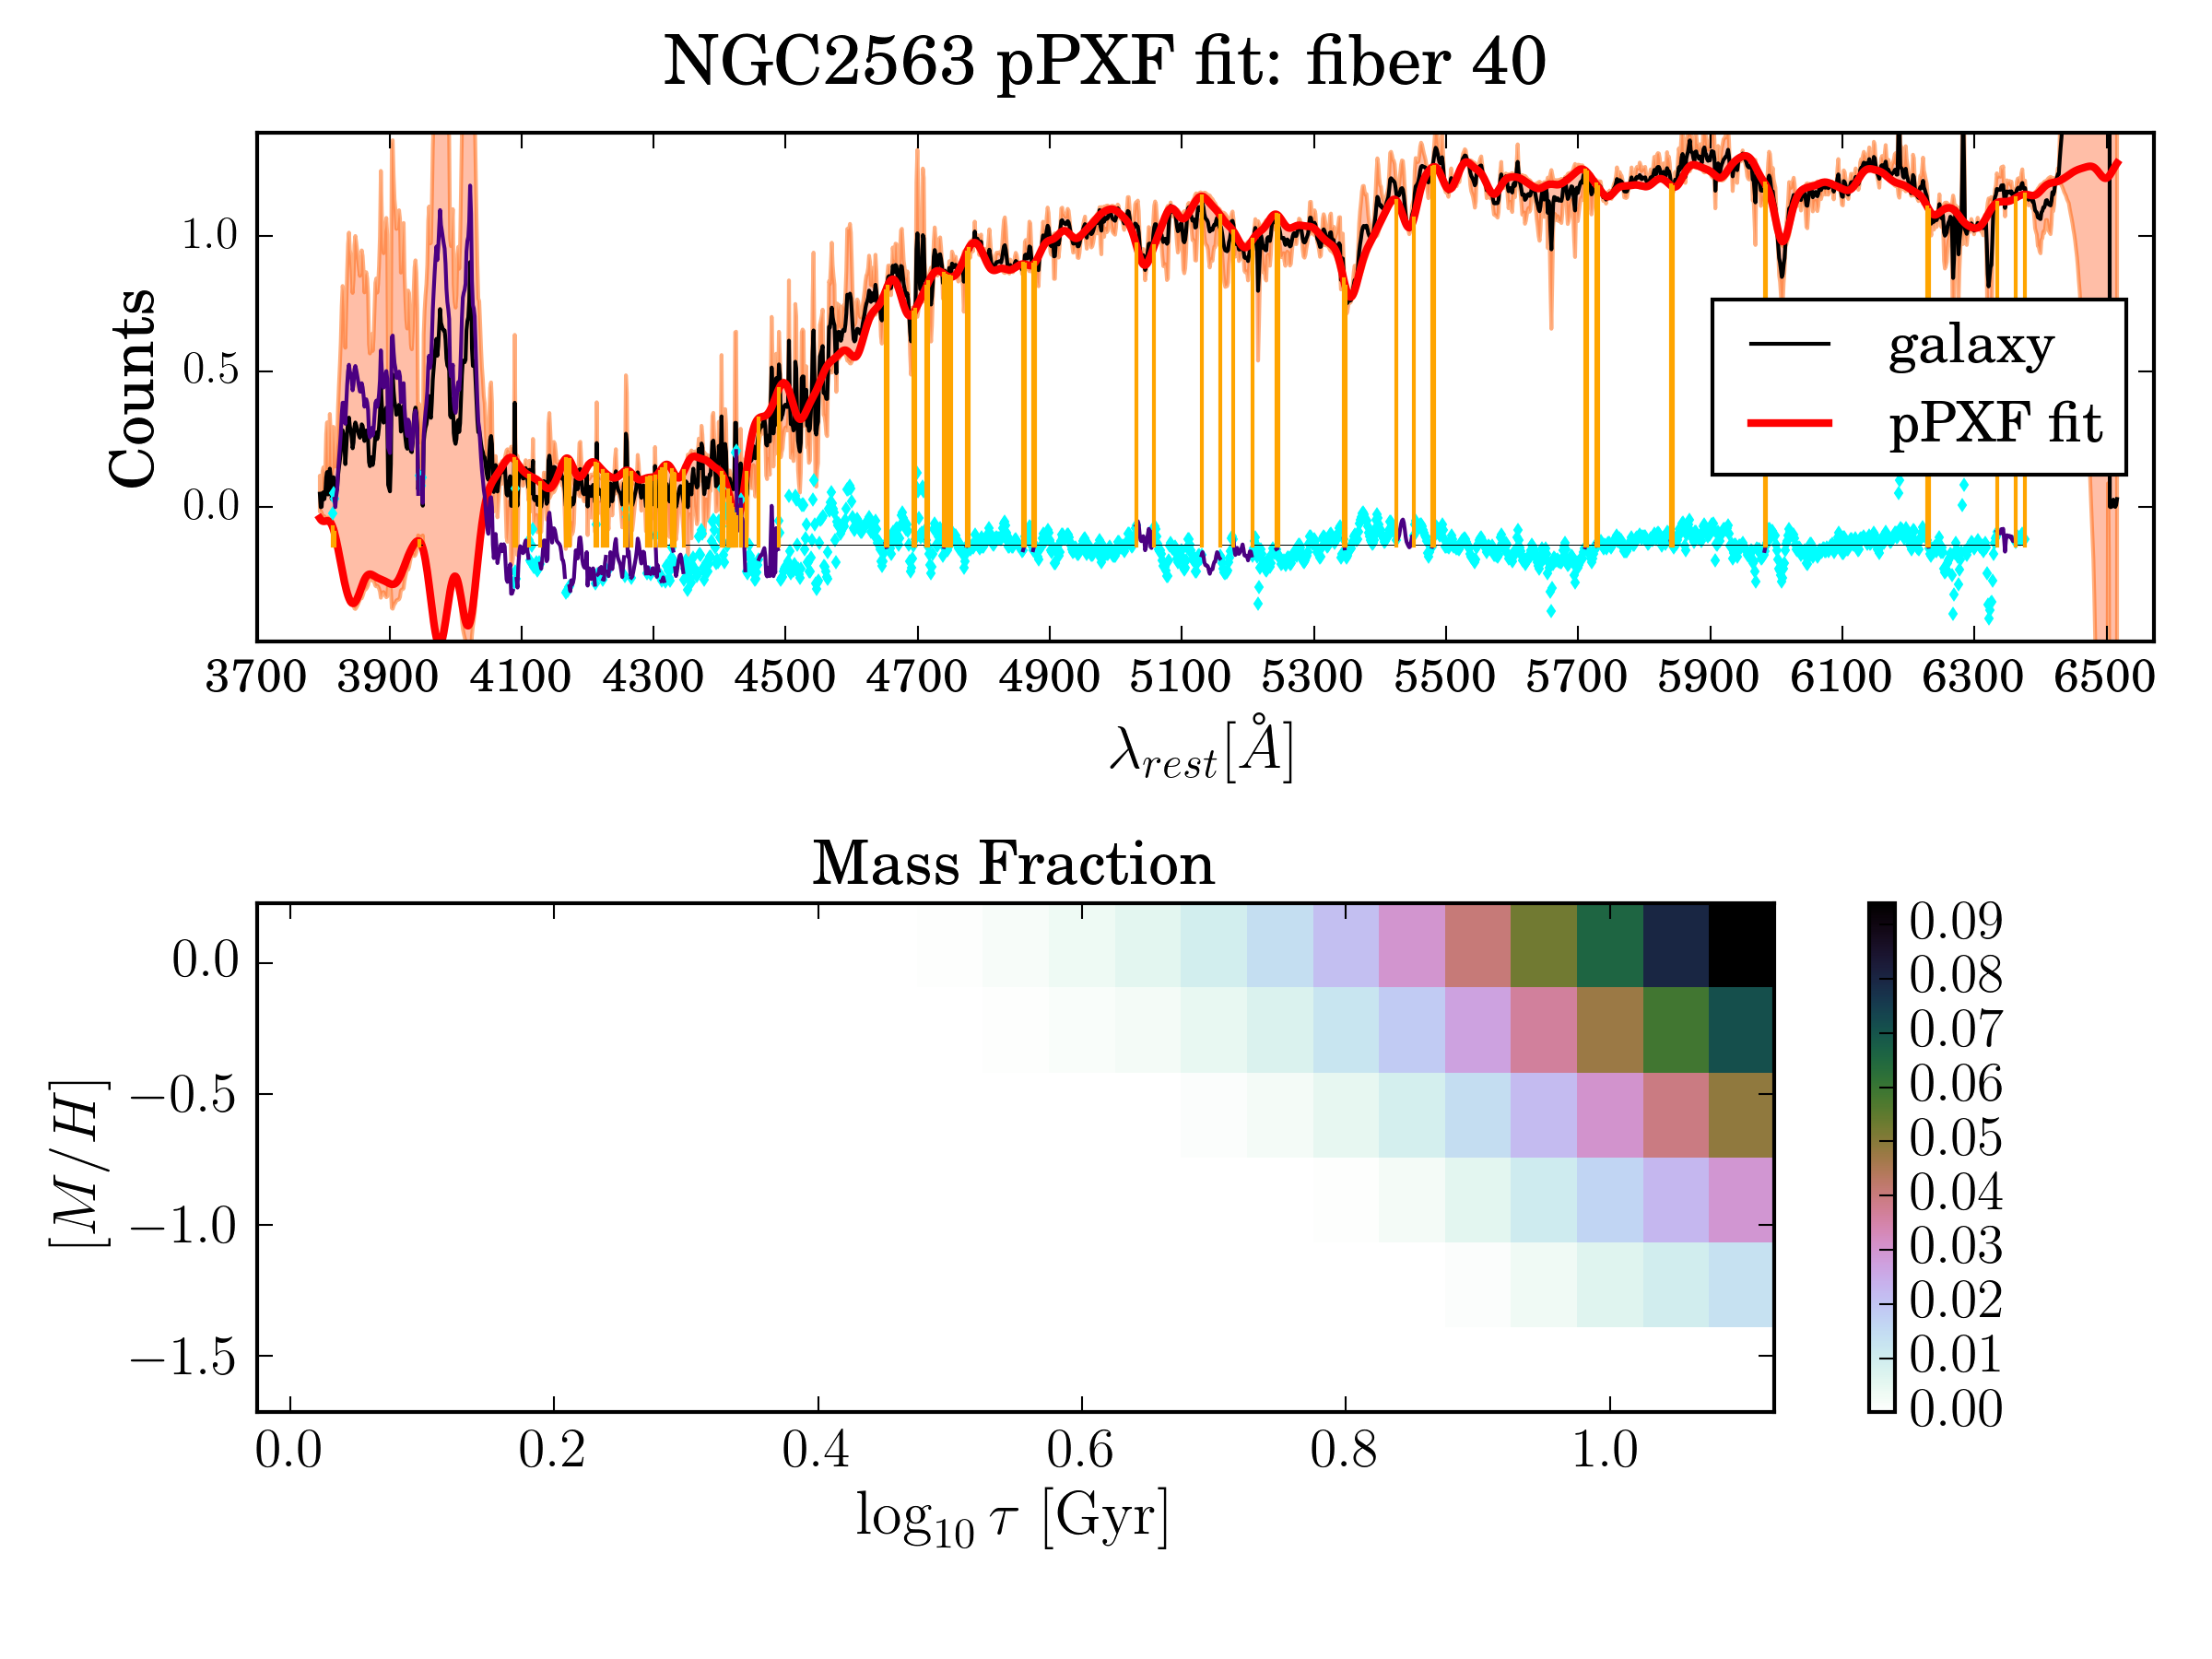 NGC2563 pPXF fit: fiber 40
Counts
1.0
0.5
0.0
galaxy
pPXF fit
3700 3900 4100 4300 4500 4700 4900 5100 5300 5500 5700 5900 6100 6300 6500
λrest[Å]
Mass Fraction
[M/H]
0.0
−0.5
−1.0
−1.5
0.0 0.2 0.4 0.6 0.8 1.0
log10 τ [Gyr]
0.09
0.08
0.07
0.06
0.05
0.04
0.03
0.02
0.01
0.00